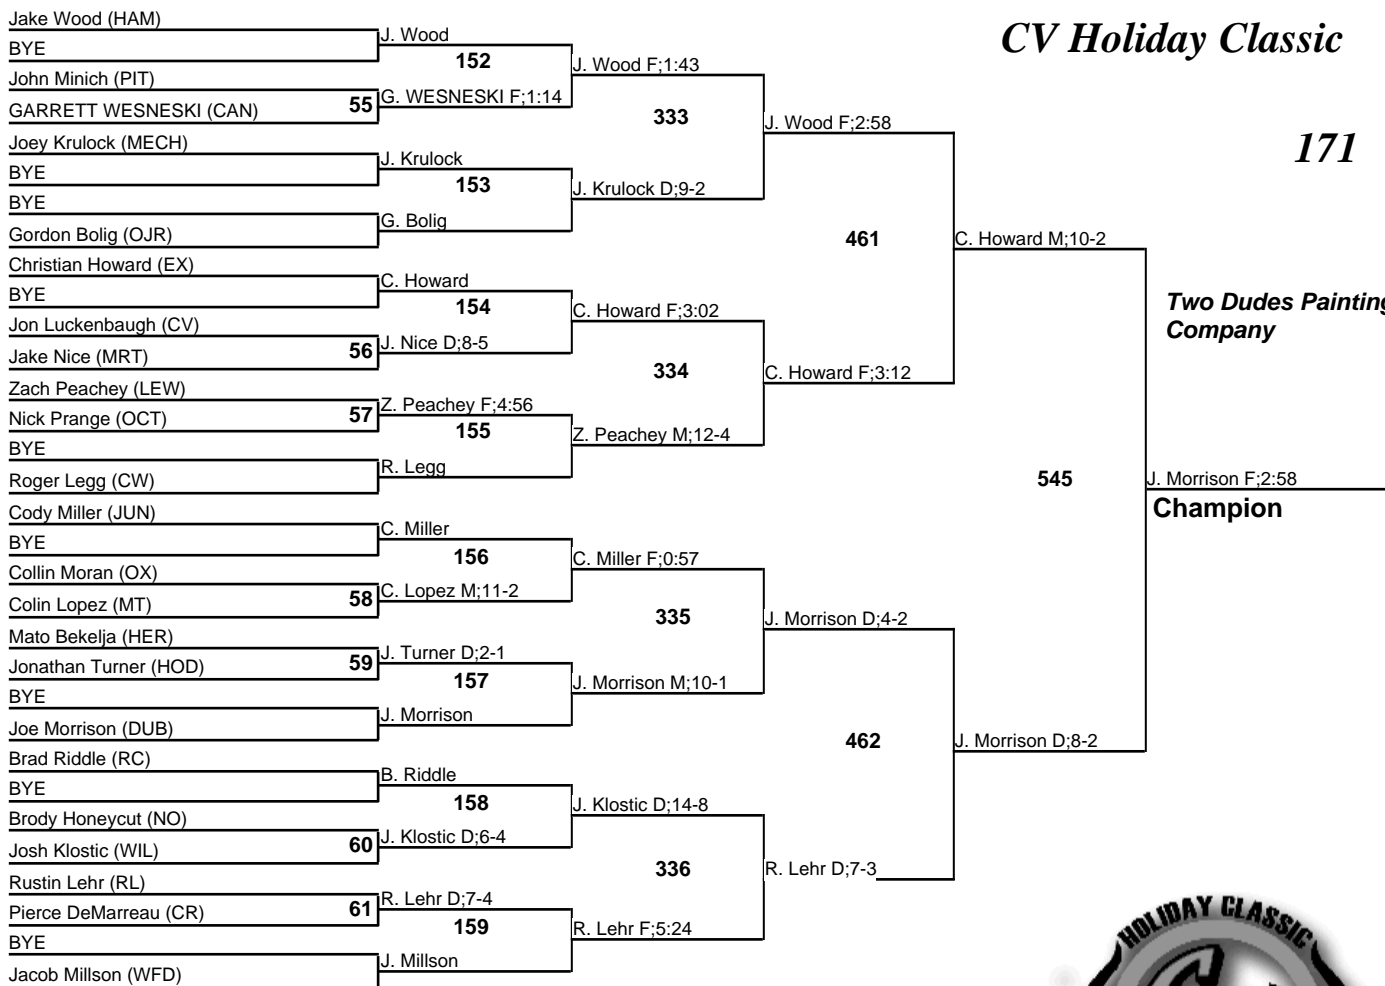 CV Holiday Classic
171
Two Dudes Painting
Company
Jake Wood (HAM)
BYE
John Minich (PIT)
GARRETT WESNESKI (CAN)
Joey Krulock (MECH)
BYE
BYE
Gordon Bolig (OJR)
Christian Howard (EX)
BYE
Jon Luckenbaugh (CV)
Jake Nice (MRT)
Zach Peachey (LEW)
Nick Prange (OCT)
BYE
Roger Legg (CW)
Cody Miller (JUN)
BYE
Collin Moran (OX)
Colin Lopez (MT)
Mato Bekelja (HER)
Jonathan Turner (HOD)
BYE
Joe Morrison (DUB)
Brad Riddle (RC)
BYE
Brody Honeycut (NO)
Josh Klostic (WIL)
Rustin Lehr (RL)
Pierce DeMarreau (CR)
BYE
Jacob Millson (WFD)
55
56
57
58
59
60
61
J. Wood
152
G. WESNESKI F;1:14
J. Krulock
153
G. Bolig
C. Howard
154
J. Nice D;8-5
Z. Peachey F;4:56
155
R. Legg
C. Miller
156
C. Lopez M;11-2
J. Turner D;2-1
157
J. Morrison
B. Riddle
158
J. Klostic D;6-4
R. Lehr D;7-4
159
J. Millson
J. Wood F;1:43
333
J. Krulock D;9-2
C. Howard F;3:02
334
Z. Peachey M;12-4
C. Miller F;0:57
335
J. Morrison M;10-1
J. Klostic D;14-8
336
R. Lehr F;5:24
J. Wood F;2:58
461
C. Howard F;3:12
J. Morrison D;4-2
462
R. Lehr D;7-3
C. Howard M;10-2
545
J. Morrison D;8-2
J. Morrison F;2:58
Champion
HOLIDAY CLASSIC